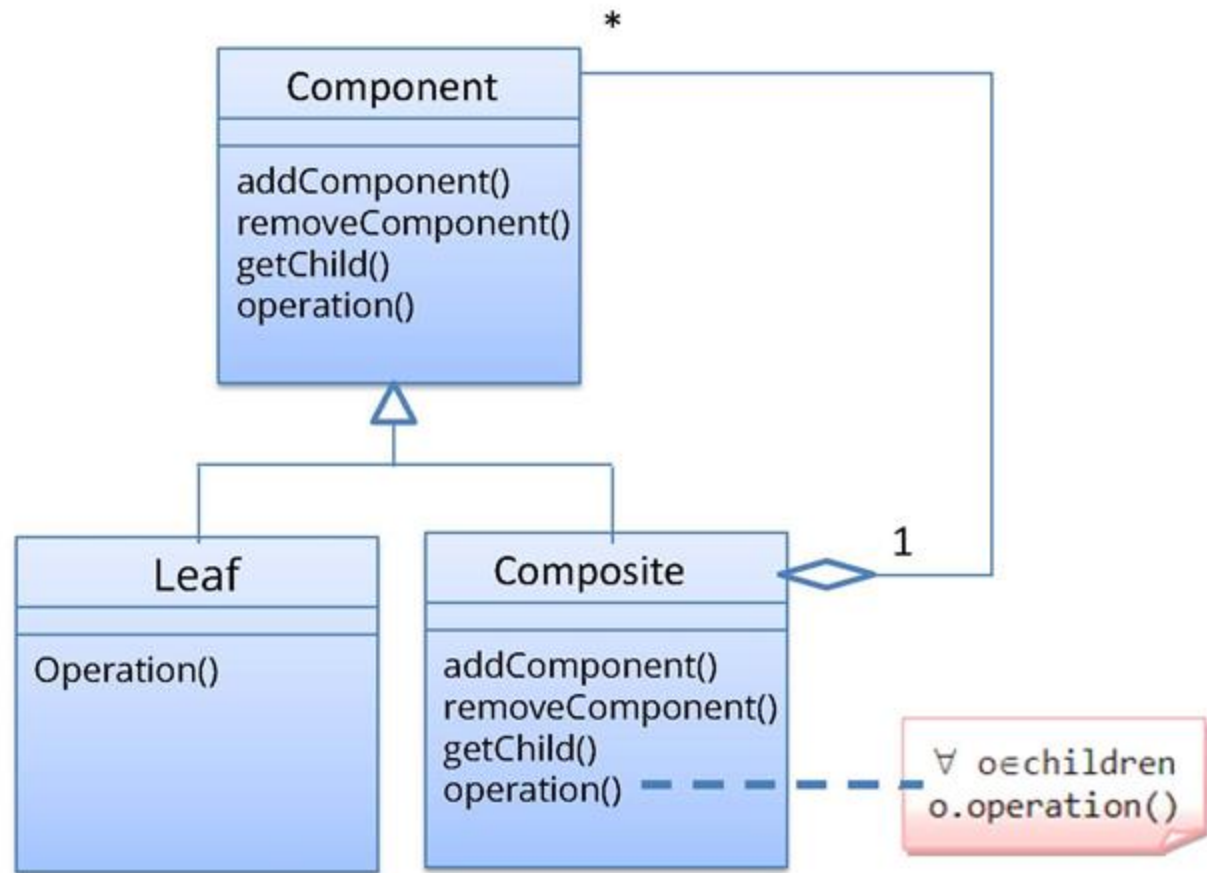 *
Component
addComponent()
removeComponent()
getChild()
operation()
Leaf
Operation()
Composite
1
addComponent()
removeComponent()
getChild()
operation()
∀ o∈children
o.operation()